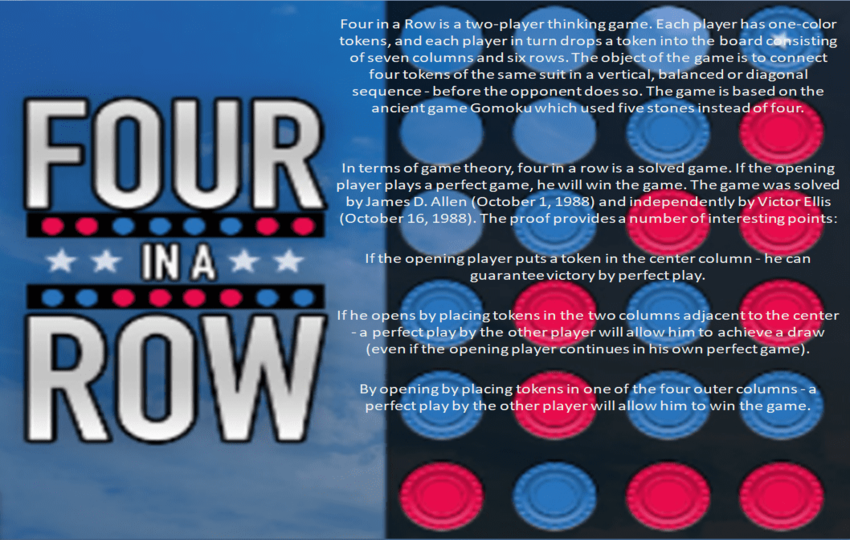 FOUR
IN A
ROW
Four in a Row is a two-player thinking game. Each player has one-color
tokens, and each player in turn drops a token into the board consisting
of seven columns and six rows. The object of the game is to connect
four tokens of the same suit in a vertical, balanced or diagonal
sequence - before the opponent does so. The game is based on the
ancient game Gomoku which used five stones instead of four.
In terms of game theory, four in a row is a solved game. If the opening
player plays a perfect game, he will win the game. The game was solved
by James D. Allen (October 1, 1988) and independently by Victor Ellis
(October 16, 1988). The proof provides a number of interesting points:
If the opening player puts a token in the center column - he can
guarantee victory by perfect play.
If he opens by placing tokens in the two columns adjacent to the center
- a perfect play by the other player will allow him to achieve a draw
(even if the opening player continues in his own perfect game).
By opening by placing tokens in one of the four outer columns - a
perfect play by the other player will allow him to win the game.